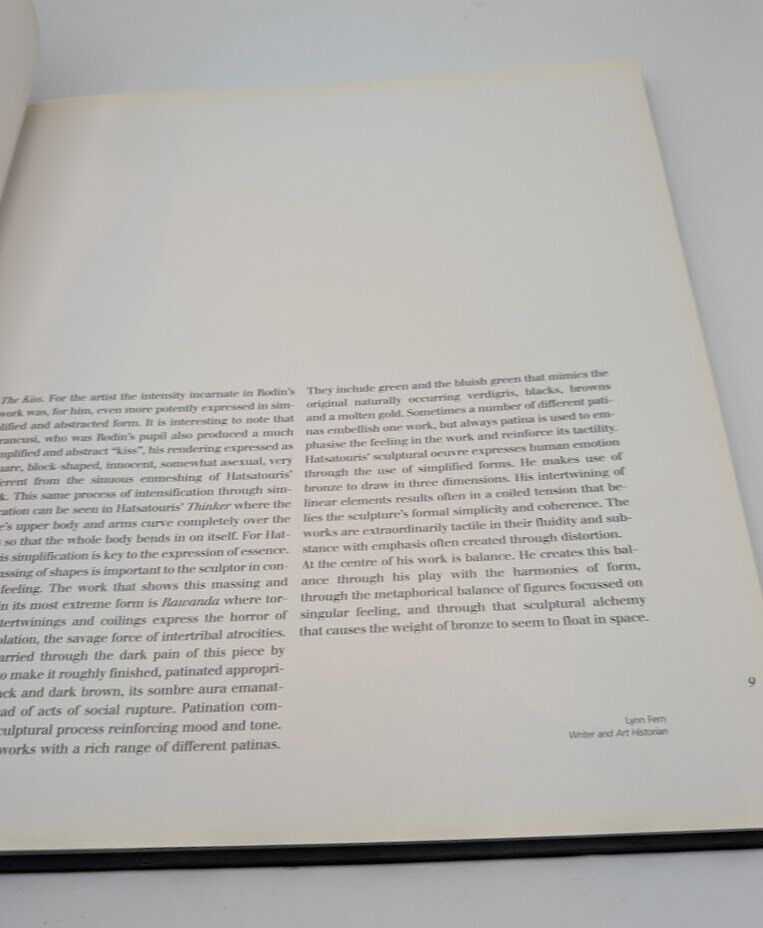 The Kiss. For the artist the intensity incarnate in Rodin's
work was, for him, even more potently expressed in sim-
lified and abstracted form. It is interesting to note that
rancusi, who was Rodin's pupil also produced a much
mplified and abstract "kiss", his rendering expressed as
uare, block-shaped, innocent, somewhat asexual, very
erent from the sinuous enmeshing of Hatsatouris'
k. This same process of intensification through sim-
cation can be seen in Hatsatouris' Thinker where the
e's upper body and arms curve completely over the
so that the whole body bends in on itself. For Hat-
is simplification is key to the expression of essence.
assing of shapes is important to the sculptor in con-
feeling. The work that shows this massing and
in its most extreme form is Rawanda where tor-
tertwinings and coilings express the horror of
olation, the savage force of intertribal atrocities.
arried through the dark pain of this piece by
o make it roughly finished, patinated appropri-
ack and dark brown, its sombre aura emanat-
ad of acts of social rupture. Patination com-
culptural process reinforcing mood and tone.
works with a rich range of different patinas.
They include green and the bluish green that mimics the
original naturally occurring verdigris, blacks, browns
and a molten gold. Sometimes a number of different pati-
nas embellish one work, but always patina is used to em-
phasise the feeling in the work and reinforce its tactility.
Hatsatouris' sculptural oeuvre expresses human emotion
through the use of simplified forms. He makes use of
bronze to draw in three dimensions. His intertwining of
linear elements results often in a coiled tension that be-
lies the sculpture's formal simplicity and coherence. The
works are extraordinarily tactile in their fluidity and sub-
stance with emphasis often created through distortion.
At the centre of his work is balance. He creates this bal-
ance through his play with the harmonies of form,
through the metaphorical balance of figures focussed on
singular feeling, and through that sculptural alchemy
that causes the weight of bronze to seem to float in space.
9
Lynn Fern
Writer and Art Historian